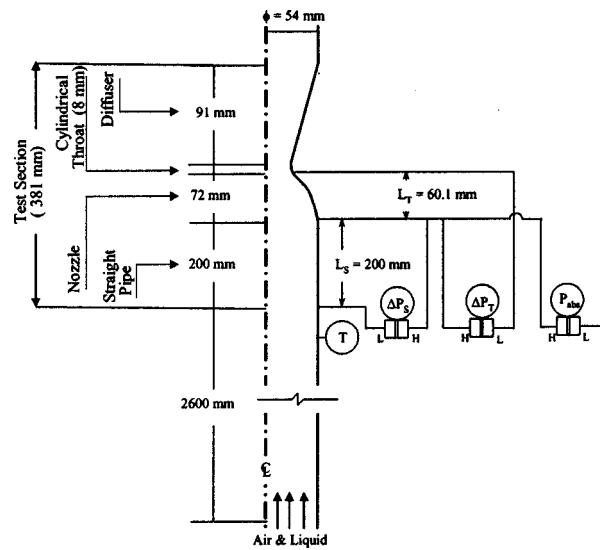 ϕ = 54 mm
Test Section
(381 mm)
Cylindrical
Throat (8 mm)
Diffuser
91 mm
72 mm
Nozzle
Straight
Pipe
200 mm
L_T = 60.1 mm
L_S = 200 mm
ΔP_S
ΔP_T
P_abs
T
L
H
H
L
H
L
2600 mm
℄
Air & Liquid